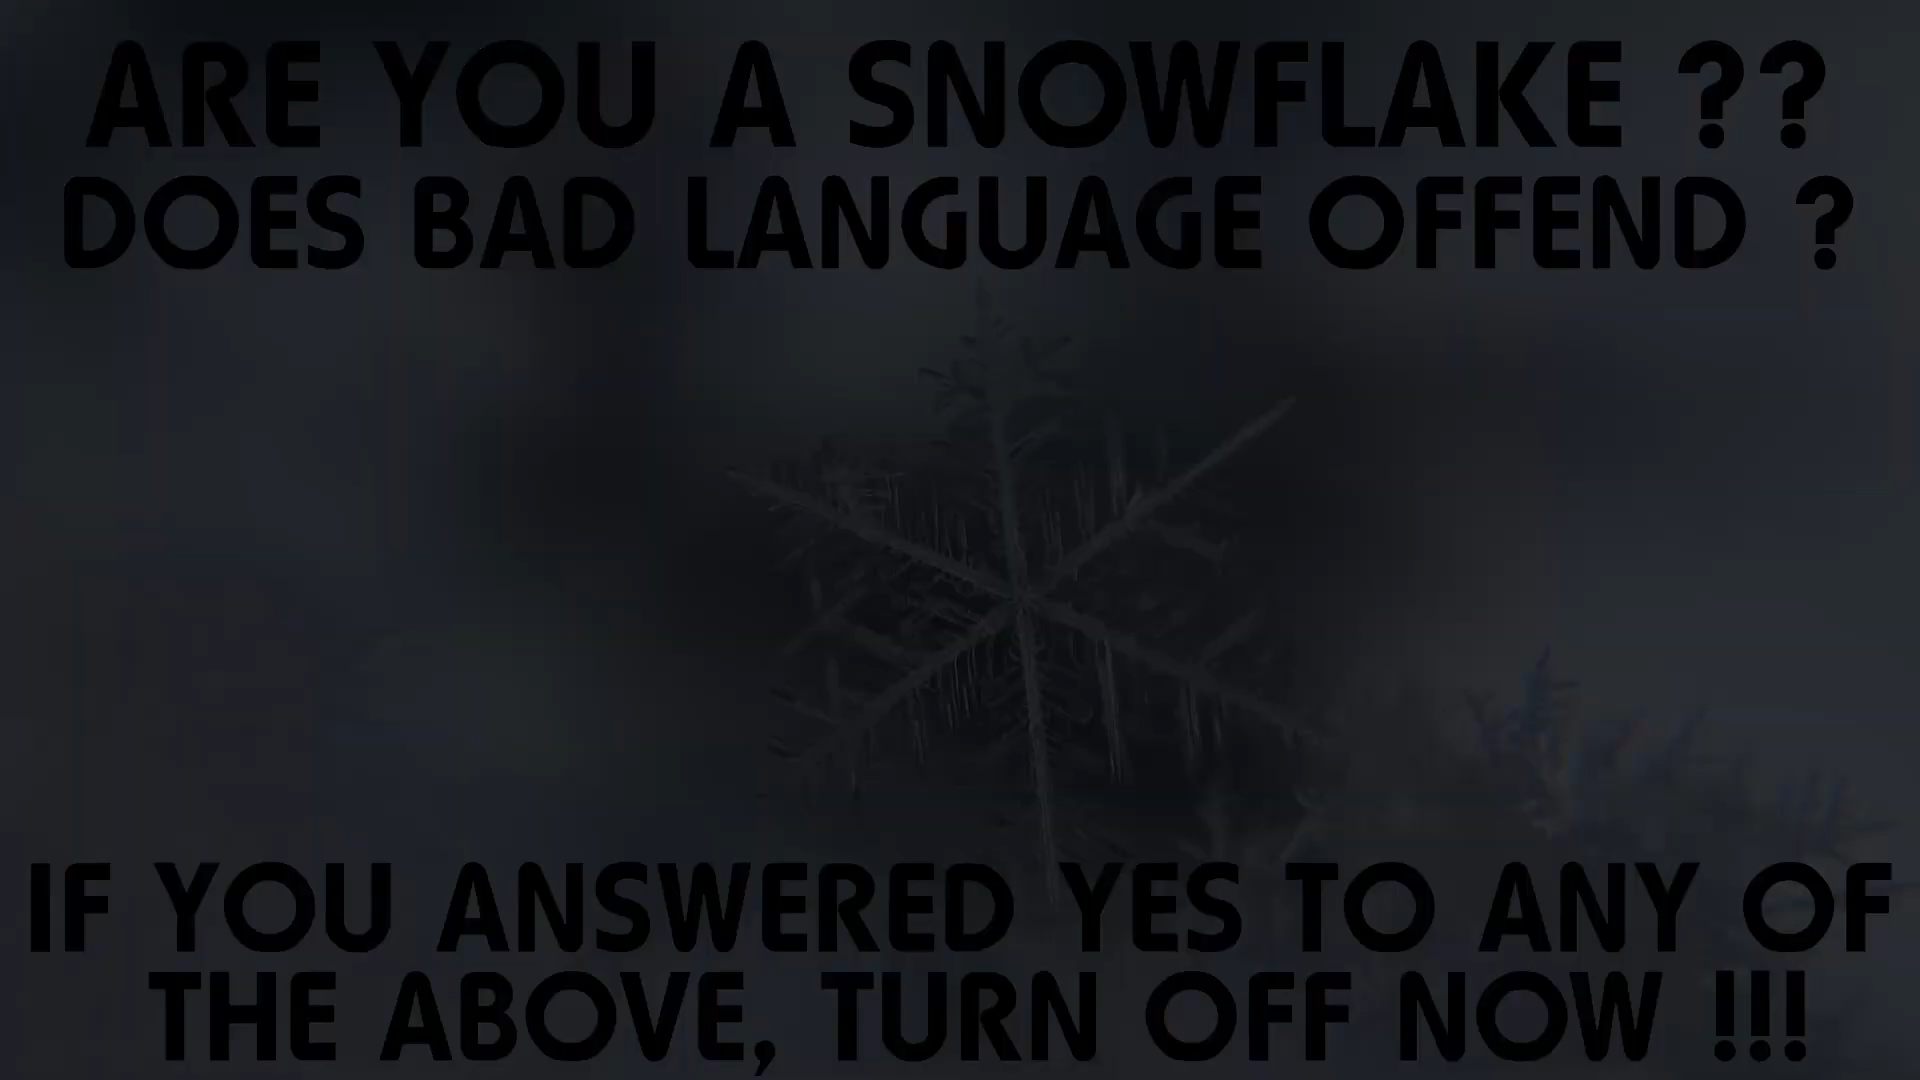 ARE YOU A SNOWFLAKE ??
DOES BAD LANGUAGE OFFEND ?
IF YOU ANSWERED YES TO ANY OF
THE ABOVE, TURN OFF NOW !!!